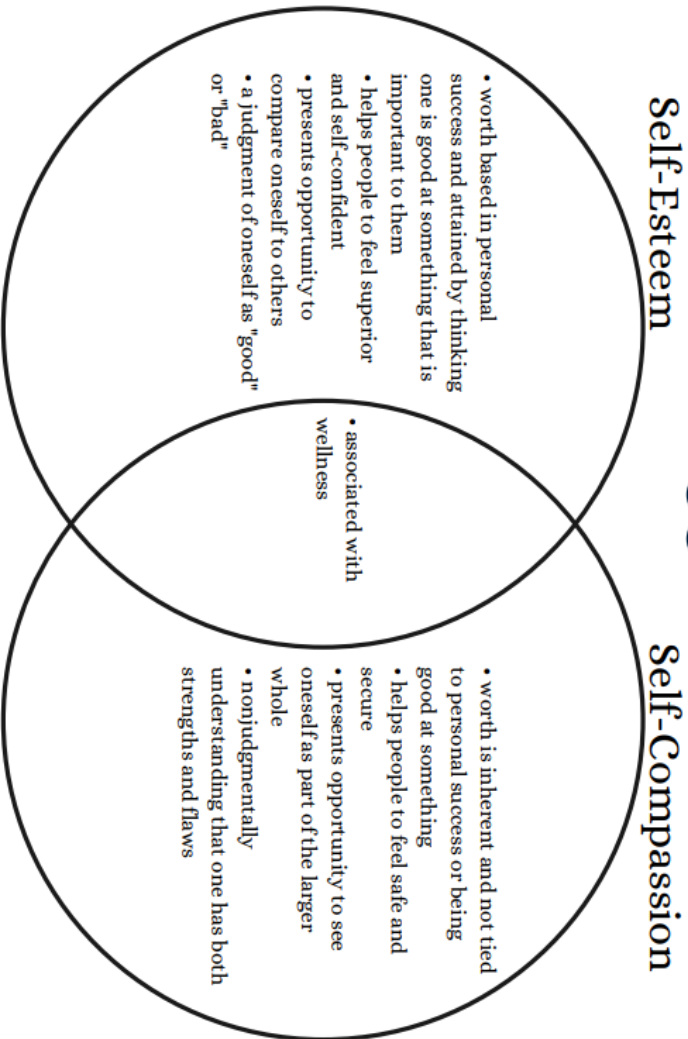 Self-Esteem
• worth based in personal
success and attained by thinking
one is good at something that is
important to them
• helps people to feel superior
and self-confident
• presents opportunity to
compare oneself to others
• a judgment of oneself as "good"
or "bad"
• associated with
wellness
Self-Compassion
• worth is inherent and not tied
to personal success or being
good at something
• helps people to feel safe and
secure
• presents opportunity to see
oneself as part of the larger
whole
• nonjudgmentally
understanding that one has both
strengths and flaws